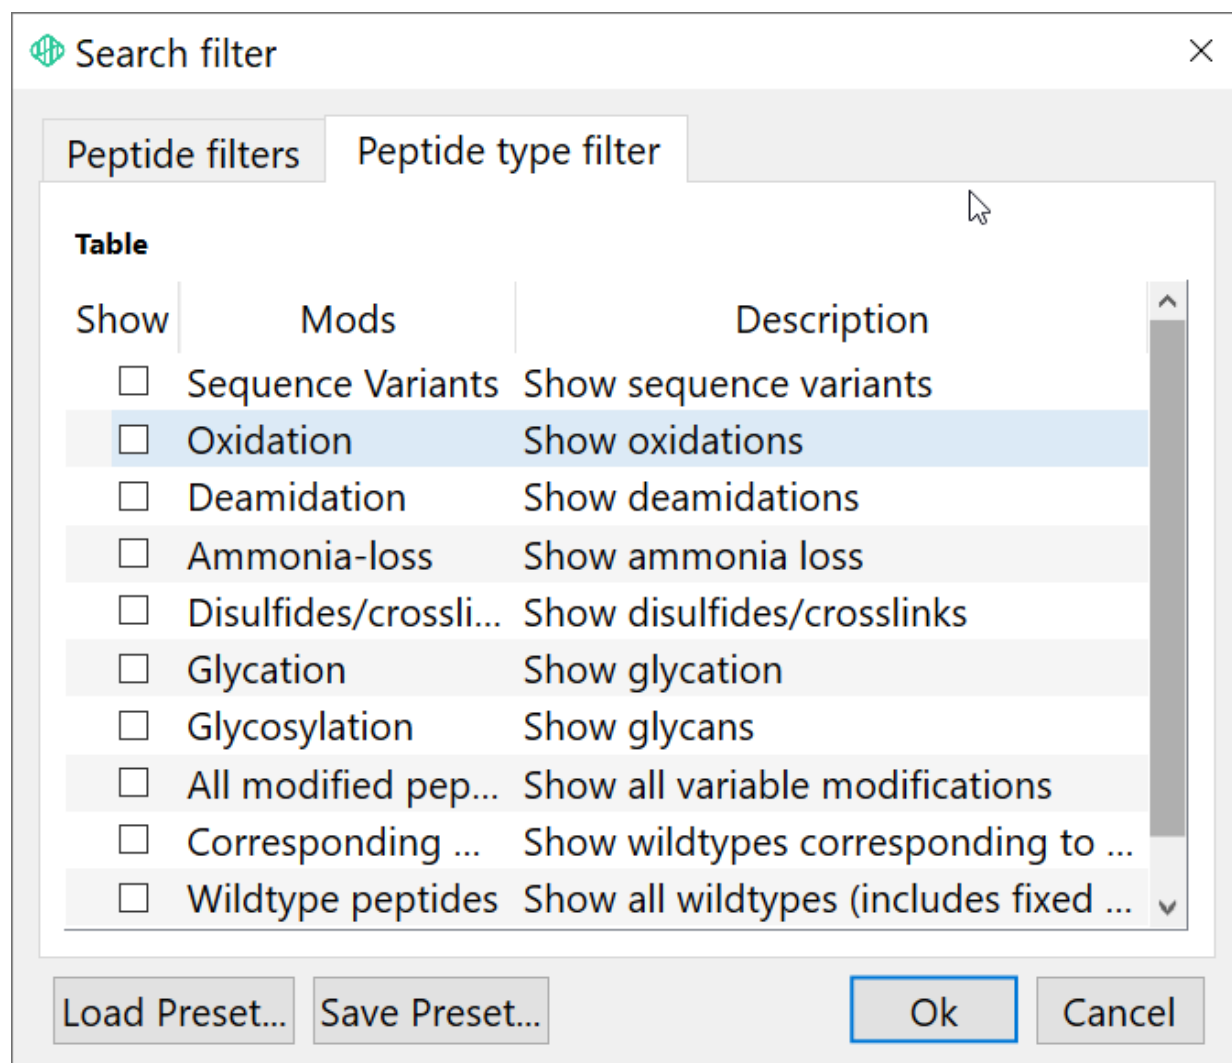 Search filter
Peptide filters Peptide type filter
Table
Show Mods Description
Sequence Variants Show sequence variants
Oxidation Show oxidations
Deamidation Show deamidations
Ammonia-loss Show ammonia loss
Disulfides/crossli... Show disulfides/crosslinks
Glycation Show glycation
Glycosylation Show glycans
All modified pep... Show all variable modifications
Corresponding ... Show wildtypes corresponding to ...
Wildtype peptides Show all wildtypes (includes fixed ...
Load Preset... Save Preset... Ok Cancel